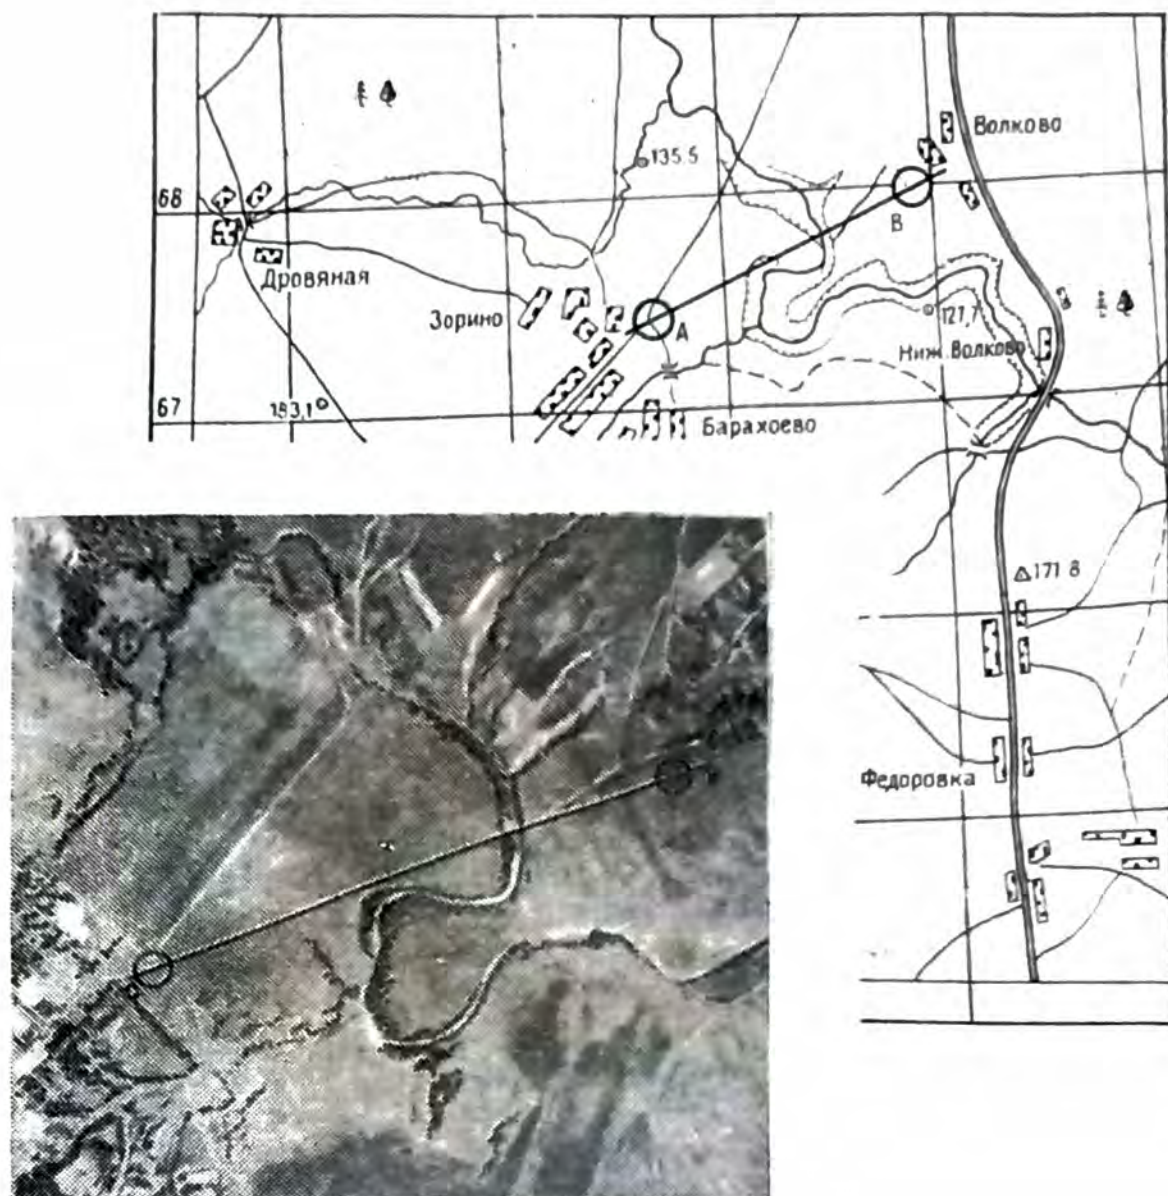 Волково
135.5
68
В
Дровяная
Зорино
А
127,7
Ниж. Волково
183,1
67
Барахоево
171 8
Федоровка